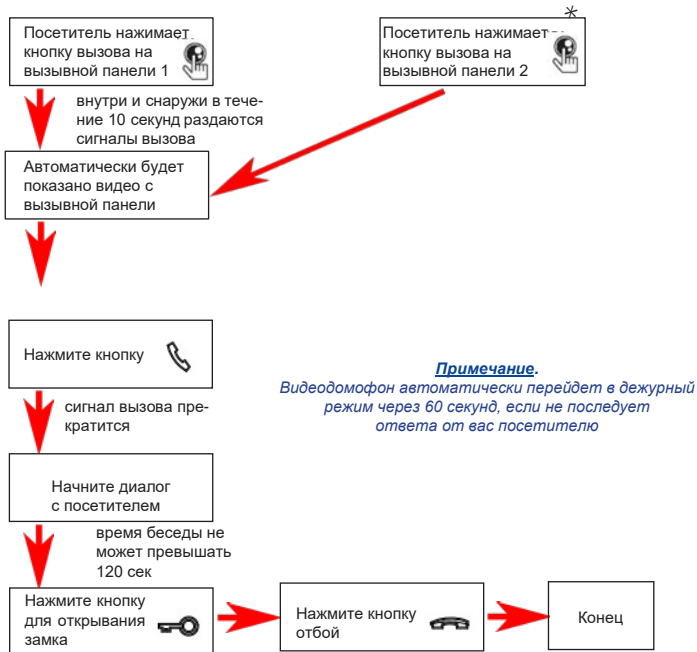 Посетитель нажимает
кнопку вызова на
вызывной панели 1
Посетитель нажимает
кнопку вызова на
вызывной панели 2
*
внутри и снаружи в тече-
ние 10 секунд раздаются
сигналы вызова
Автоматически будет
показано видео с
вызывной панели
Нажмите кнопку
Примечание.
Видеодомофон автоматически перейдет в дежурный
режим через 60 секунд, если не последует
ответа от вас посетителю
сигнал вызова пре-
кратится
Начните диалог
с посетителем
время беседы не
может превышать
120 сек
Нажмите кнопку
для открывания
замка
Нажмите кнопку
отбой
Конец